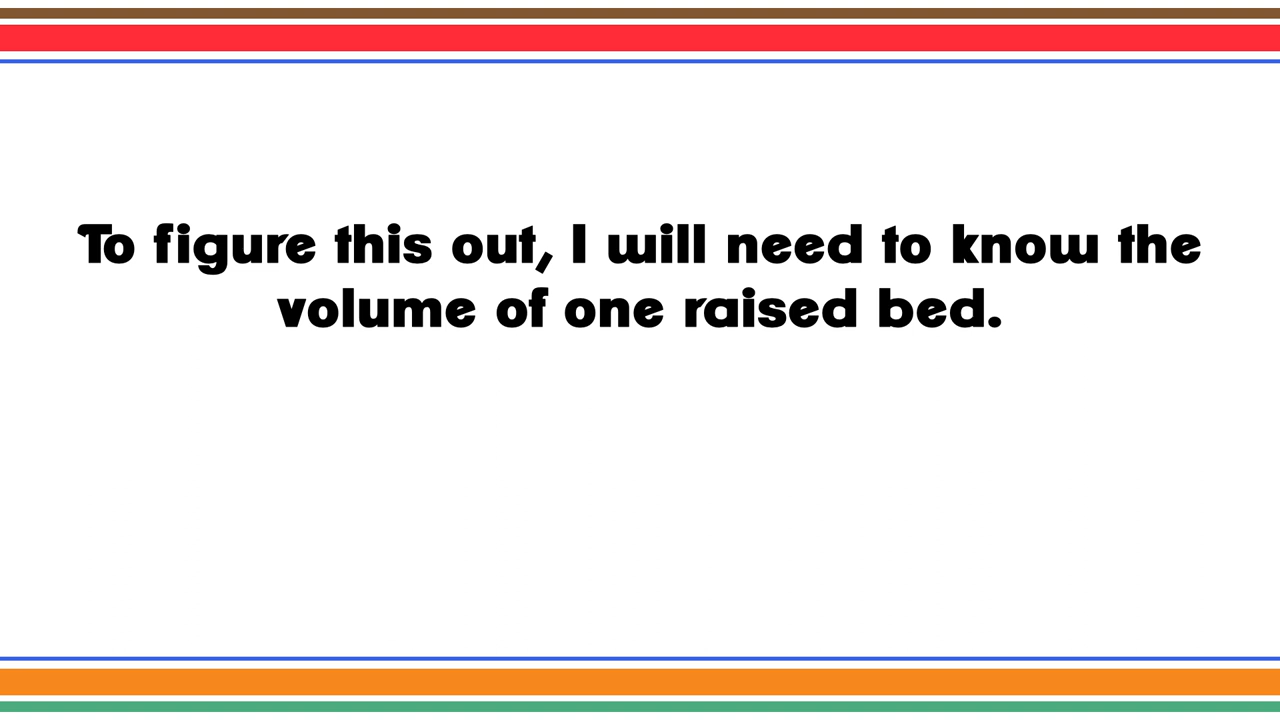 To figure this out, I will need to know the
volume of one raised bed.